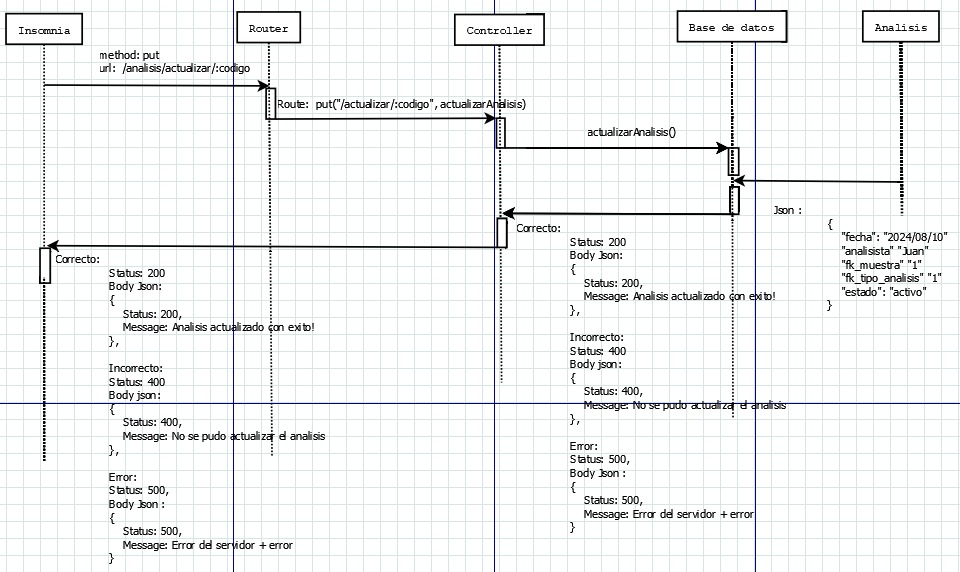 Insomnia
Router
Controller
Base de datos
Analisis
method: put
url: /analisis/actualizar/:codigo
Route: put("/actualizar/:codigo", actualizarAnalisis)
actualizarAnalisis()
Json :
{
"fecha": "2024/08/10"
"analisista" "Juan"
"fk_muestra" "1"
"fk_tipo_analisis" "1"
"estado": "activo"
}
Correcto:
Status: 200
Body Json:
{
Status: 200,
Message: Analisis actualizado con exito!
},
Incorrecto:
Status: 400
Body json:
{
Status: 400,
Message: No se pudo actualizar el analisis
},
Error:
Status: 500,
Body Json :
{
Status: 500,
Message: Error del servidor + error
}
Correcto:
Status: 200
Body Json:
{
Status: 200,
Message: Analisis actualizado con exito!
},
Incorrecto:
Status: 400
Body json:
{
Status: 400,
Message: No se pudo actualizar el analisis
},
Error:
Status: 500,
Body Json :
{
Status: 500,
Message: Error del servidor + error
}